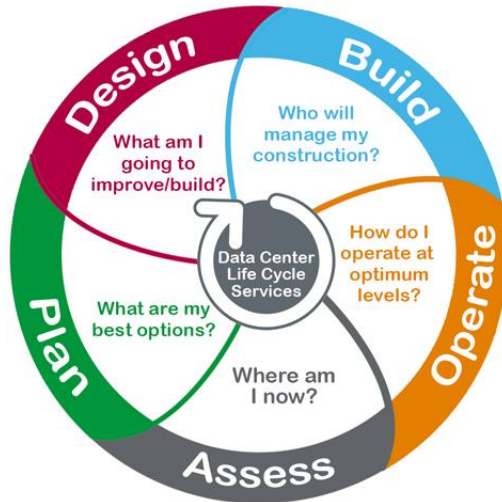 Design
What am I
going to
improve/build?
Build
Who will
manage my
construction?
Operate
How do I
operate at
optimum
levels?
Assess
Where am
I now?
Plan
What are my
best options?
Data Center
Life Cycle
Services